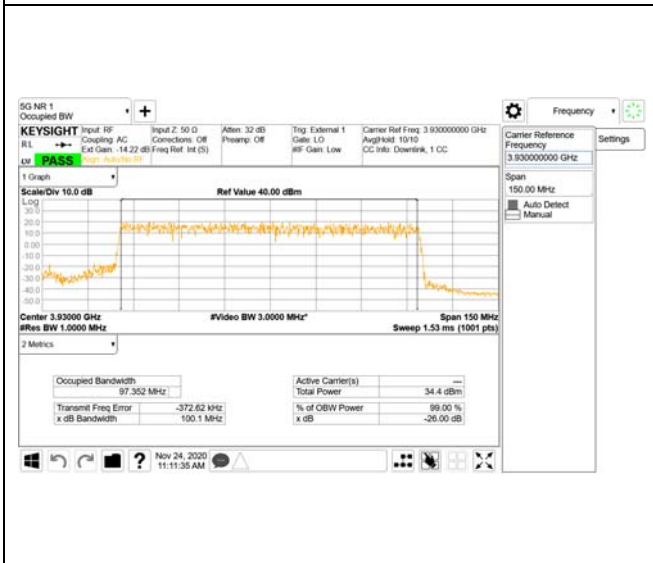 5G NR 1
Occupied BW
Frequency
KEYSIGHT
Input: RF
Coupling: AC
Ext Gain: -14.22 dB
Align: Auto/No RF
Input Z: 50 Ω
Corrections: Off
Freq Ref: Int (S)
Atten: 32 dB
Preamp: Off
Trig: External 1
Gate: LO
#IF Gain: Low
Carrier Ref Freq: 3.930000000 GHz
Avg|Hold: 10/10
CC Info: Downlink, 1 CC
RL
PASS
Carrier Reference
Frequency
3.930000000 GHz
Settings
Span
150.00 MHz
Auto Detect
Manual
1 Graph
Scale/Div 10.0 dB
Ref Value 40.00 dBm
Log
30.0
20.0
10.0
0.00
-10.0
-20.0
-30.0
-40.0
-50.0
Center 3.93000 GHz
#Video BW 3.0000 MHz*
Span 150 MHz
#Res BW 1.0000 MHz
Sweep 1.53 ms (1001 pts)
2 Metrics
Occupied Bandwidth
97.352 MHz
Transmit Freq Error -372.62 kHz
x dB Bandwidth 100.1 MHz
Active Carrier(s) ---
Total Power 34.4 dBm
% of OBW Power 99.00 %
x dB -26.00 dB
?
Nov 24, 2020
11:11:35 AM